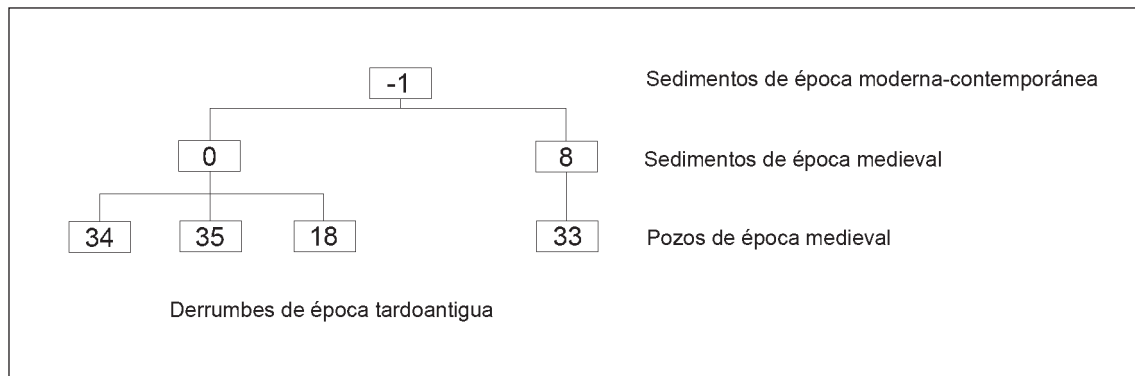 -1 Sedimentos de época moderna-contemporánea
0 8 Sedimentos de época medieval
34 35 18 33 Pozos de época medieval
Derrumbes de época tardoantigua